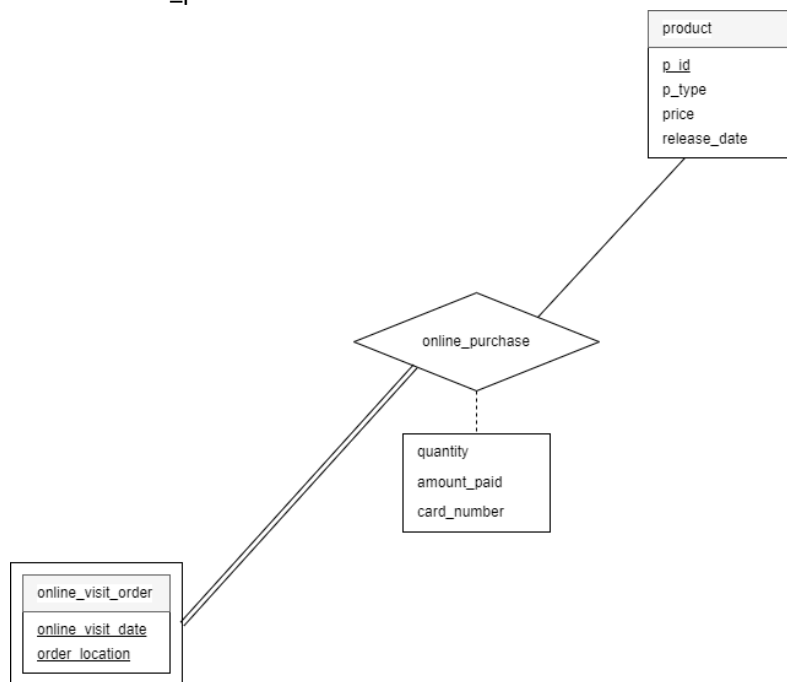 product
p_id
p_type
price
release_date
online_purchase
quantity
amount_paid
card_number
online_visit_order
online_visit_date
order_location